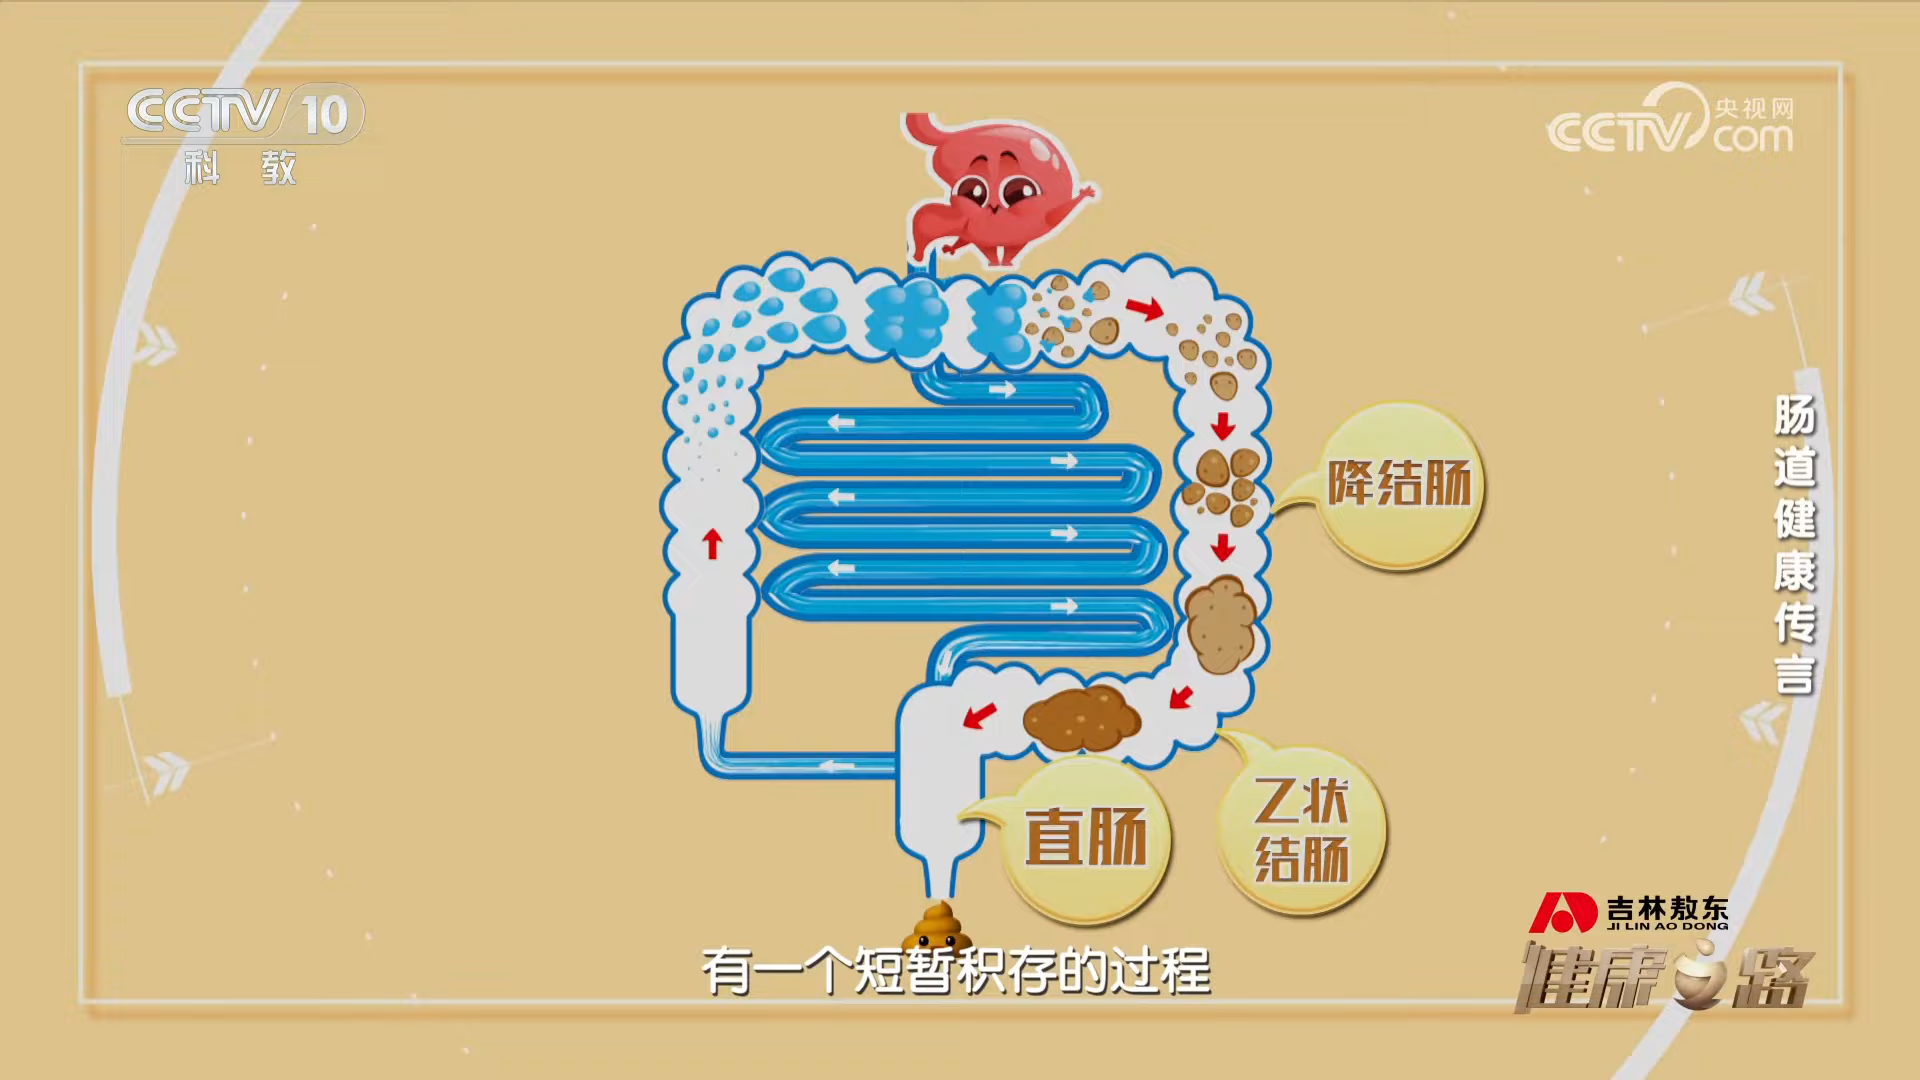 CCTV 10
科 教
央视网
CCTV com
降结肠
乙状
结肠
直肠
肠道健康传言
吉林敖东
JI LIN AO DONG
健康之路
有一个短暂积存的过程